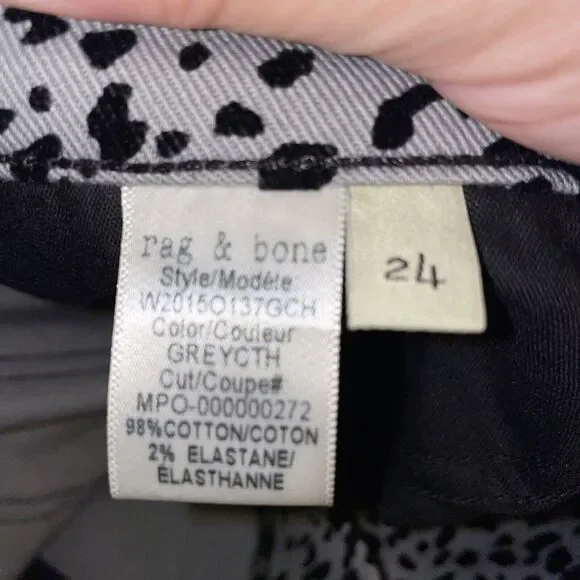 rag & bone
Style/Modèle
W2015O137GCH
Color/Couleur
GREYCTH
Cut/Coupe#
MPO-000000272
98%COTTON/COTON
2% ELASTANE/
ÉLASTHANNE
24